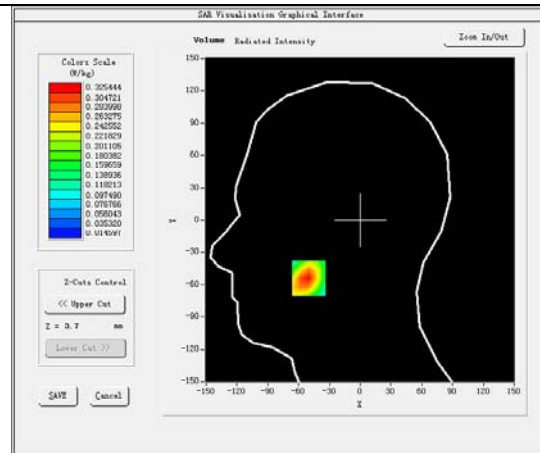 SAR Visualisation Graphical Interface
Volume Radiated Intensity
Zoom In/Out
Colors Scale
(W/kg)
0.325444
0.304721
0.283998
0.263275
0.242552
0.221829
0.201105
0.180382
0.159659
0.138936
0.118213
0.097490
0.076766
0.056043
0.035320
0.014597
Z-Cuts Control
<< Upper Cut
Z = 3.7 mm
Lower Cut >>
SAVE Cancel
150
120
90
60
30
0
-30
-60
-90
-120
-150
Y
-150 -120 -90 -60 -30 0 30 60 90 120 150
X